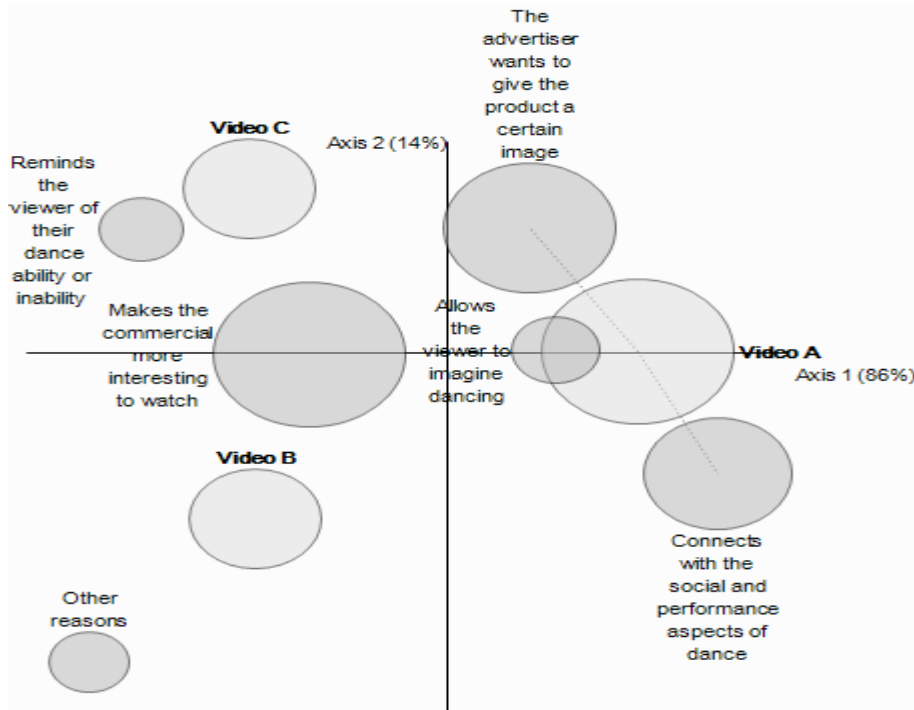 The
advertiser
wants to
give the
product a
certain
image
Video C
Axis 2 (14%)
Reminds
the
viewer of
their
dance
ability or
inability
Makes the
commercial
more
interesting
to watch
Allows
the
viewer to
imagine
dancing
Video A
Axis 1 (86%)
Video B
Connects
with the
social and
performance
aspects of
dance
Other
reasons